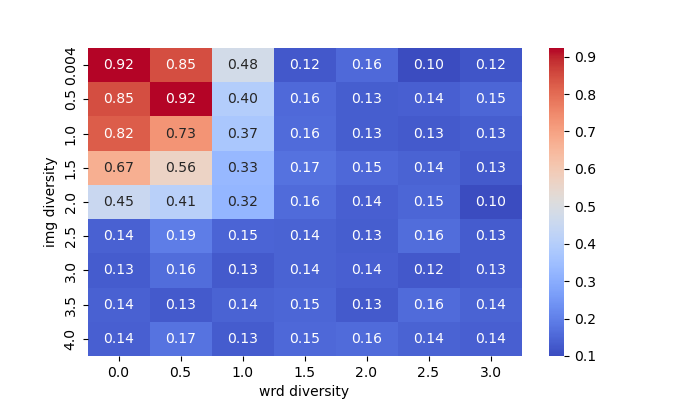 0.004 0.92 0.85 0.48 0.12 0.16 0.10 0.12
0.5 0.85 0.92 0.40 0.16 0.13 0.14 0.15
1.0 0.82 0.73 0.37 0.16 0.13 0.13 0.13
1.5 0.67 0.56 0.33 0.17 0.15 0.14 0.13
2.0 0.45 0.41 0.32 0.16 0.14 0.15 0.10
2.5 0.14 0.19 0.15 0.14 0.13 0.16 0.13
3.0 0.13 0.16 0.13 0.14 0.14 0.12 0.13
3.5 0.14 0.13 0.14 0.15 0.13 0.16 0.14
4.0 0.14 0.17 0.13 0.15 0.16 0.14 0.14
img diversity
0.0 0.5 1.0 1.5 2.0 2.5 3.0
wrd diversity
0.9
0.8
0.7
0.6
0.5
0.4
0.3
0.2
0.1